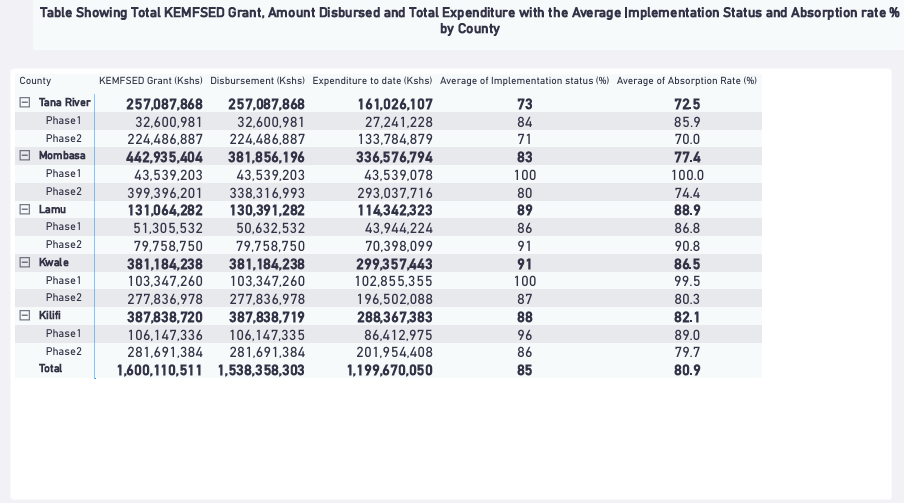 Table Showing Total KEMFSED Grant, Amount Disbursed and Total Expenditure with the Average Implementation Status and Absorption rate %
by County
County KEMFSED Grant (Kshs) Disbursement (Kshs) Expenditure to date (Kshs) Average of Implementation status (%) Average of Absorption Rate (%)
Tana River 257,087,868 257,087,868 161,026,107 73 72.5
Phase1 32,600,981 32,600,981 27,241,228 84 85.9
Phase2 224,486,887 224,486,887 133,784,879 71 70.0
Mombasa 442,935,404 381,856,196 336,576,794 83 77.4
Phase1 43,539,203 43,539,203 43,539,078 100 100.0
Phase2 399,396,201 338,316,993 293,037,716 80 74.4
Lamu 131,064,282 130,391,282 114,342,323 89 88.9
Phase1 51,305,532 50,632,532 43,944,224 86 86.8
Phase2 79,758,750 79,758,750 70,398,099 91 90.8
Kwale 381,184,238 381,184,238 299,357,443 91 86.5
Phase1 103,347,260 103,347,260 102,855,355 100 99.5
Phase2 277,836,978 277,836,978 196,502,088 87 80.3
Kilifi 387,838,720 387,838,719 288,367,383 88 82.1
Phase1 106,147,336 106,147,335 86,412,975 96 89.0
Phase2 281,691,384 281,691,384 201,954,408 86 79.7
Total 1,600,110,511 1,538,358,303 1,199,670,050 85 80.9